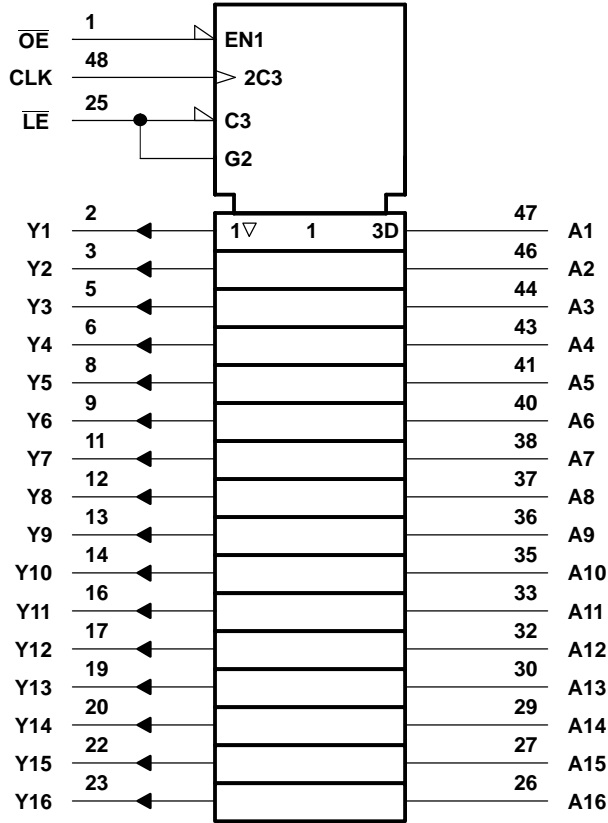 O̅E̅ 1 EN1
CLK 48 2C3
L̅E̅ 25 C3
G2
Y1 2 1▽ 1 3D 47 A1
Y2 3 46 A2
Y3 5 44 A3
Y4 6 43 A4
Y5 8 41 A5
Y6 9 40 A6
Y7 11 38 A7
Y8 12 37 A8
Y9 13 36 A9
Y10 14 35 A10
Y11 16 33 A11
Y12 17 32 A12
Y13 19 30 A13
Y14 20 29 A14
Y15 22 27 A15
Y16 23 26 A16